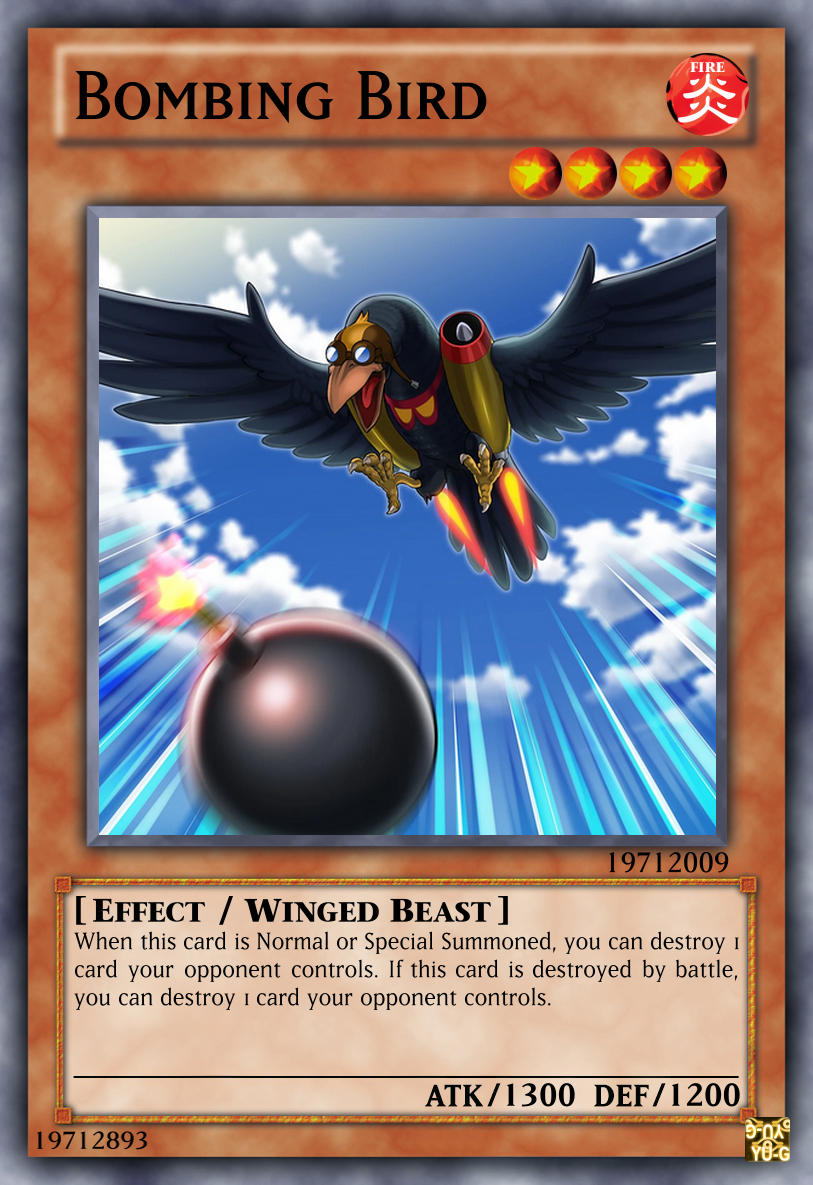 Bombing Bird
FIRE
炎
19712009
[ Effect / Winged Beast ]
When this card is Normal or Special Summoned, you can destroy 1
card your opponent controls. If this card is destroyed by battle,
you can destroy 1 card your opponent controls.
ATK/1300 DEF/1200
19712893